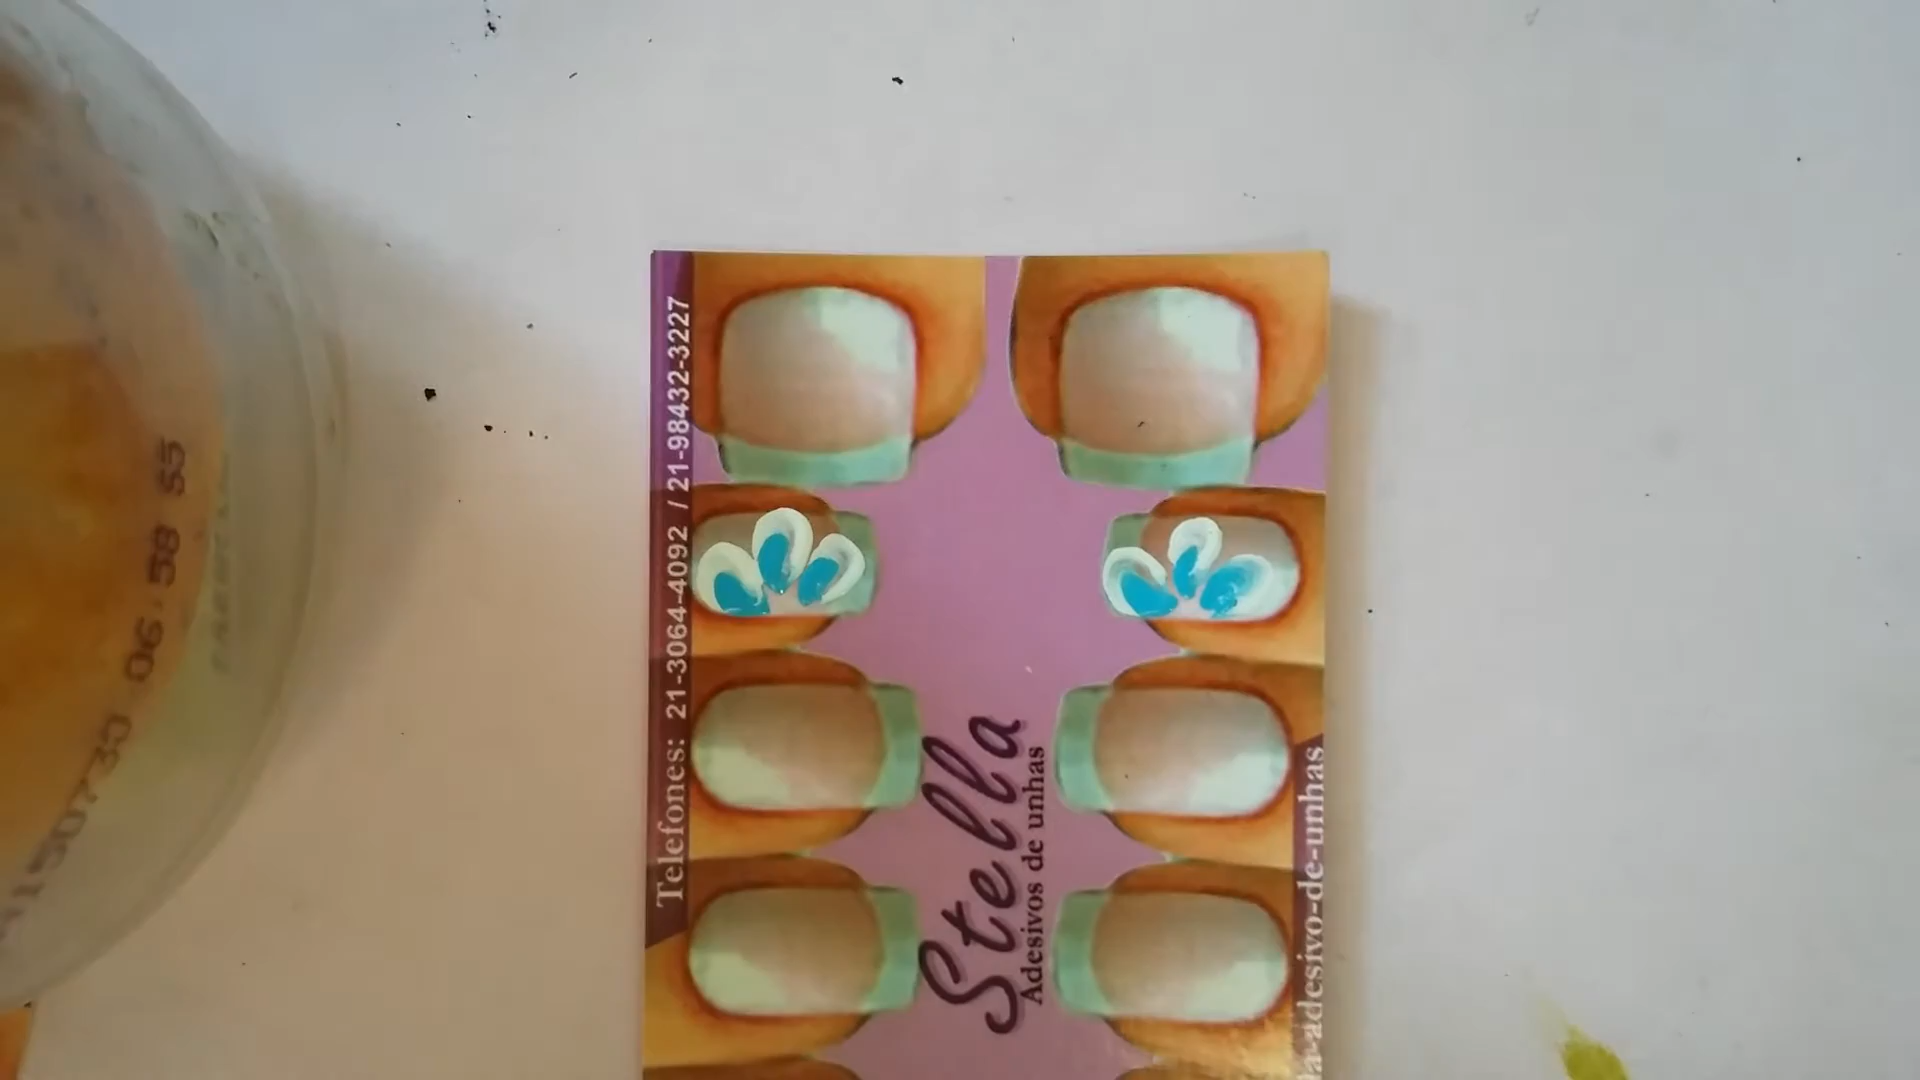 Telefones: 21-3064-4092 / 21-98432-3227
Stella
Adesivos de unhas
adesivo-de-unhas
06:58 55